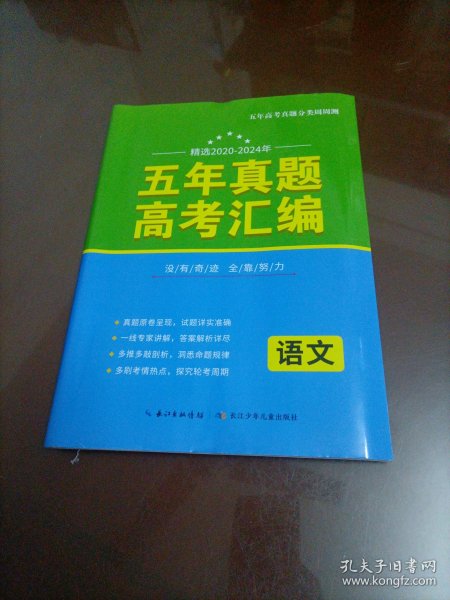 五年高考真题分类周周测
精选2020-2024年
五年真题
高考汇编
没/有/奇/迹 全/靠/努/力
多真题原卷呈现，试题详实准确
一线专家讲解，答案解析详尽
多推多敲剖析，洞悉命题规律
多刷考情热点，探究轮考周期
语文
长江出版传媒
长江少年儿童出版社
孔夫子旧书网
www.kongfz.com